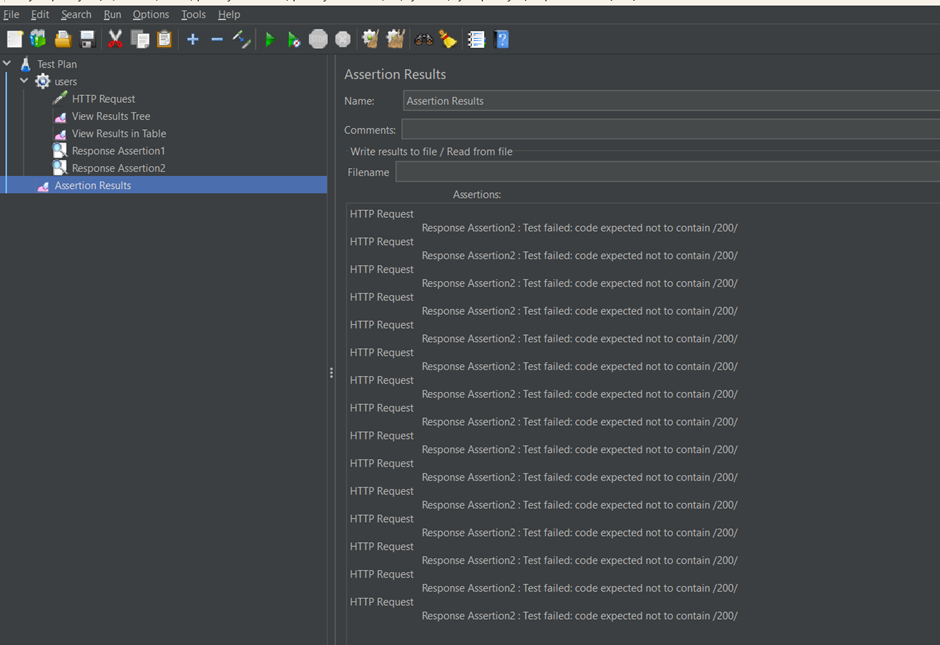 File Edit Search Run Options Tools Help
Test Plan
users
HTTP Request
View Results Tree
View Results in Table
Response Assertion1
Response Assertion2
Assertion Results
Assertion Results
Name: Assertion Results
Comments:
Write results to file / Read from file
Filename
Assertions:
HTTP Request
Response Assertion2 : Test failed: code expected not to contain /200/
HTTP Request
Response Assertion2 : Test failed: code expected not to contain /200/
HTTP Request
Response Assertion2 : Test failed: code expected not to contain /200/
HTTP Request
Response Assertion2 : Test failed: code expected not to contain /200/
HTTP Request
Response Assertion2 : Test failed: code expected not to contain /200/
HTTP Request
Response Assertion2 : Test failed: code expected not to contain /200/
HTTP Request
Response Assertion2 : Test failed: code expected not to contain /200/
HTTP Request
Response Assertion2 : Test failed: code expected not to contain /200/
HTTP Request
Response Assertion2 : Test failed: code expected not to contain /200/
HTTP Request
Response Assertion2 : Test failed: code expected not to contain /200/
HTTP Request
Response Assertion2 : Test failed: code expected not to contain /200/
HTTP Request
Response Assertion2 : Test failed: code expected not to contain /200/
HTTP Request
Response Assertion2 : Test failed: code expected not to contain /200/
HTTP Request
Response Assertion2 : Test failed: code expected not to contain /200/
HTTP Request
Response Assertion2 : Test failed: code expected not to contain /200/